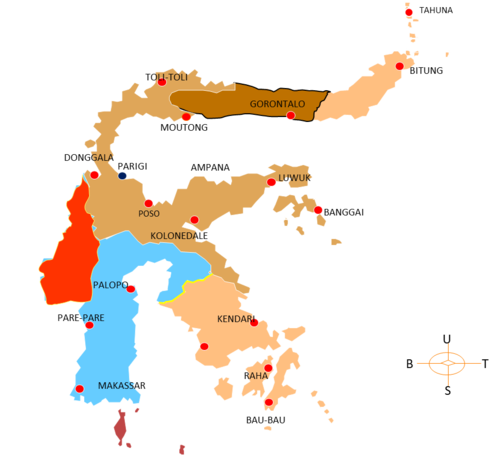 TAHUNA
BITUNG
TOLI-TOLI
GORONTALO
MOUTONG
DONGGALA
PARIGI
AMPANA
LUWUK
POSO
BANGGAI
KOLONEDALE
PALOPO
PARE-PARE
KENDARI
U
B
T
S
RAHA
MAKASSAR
BAU-BAU